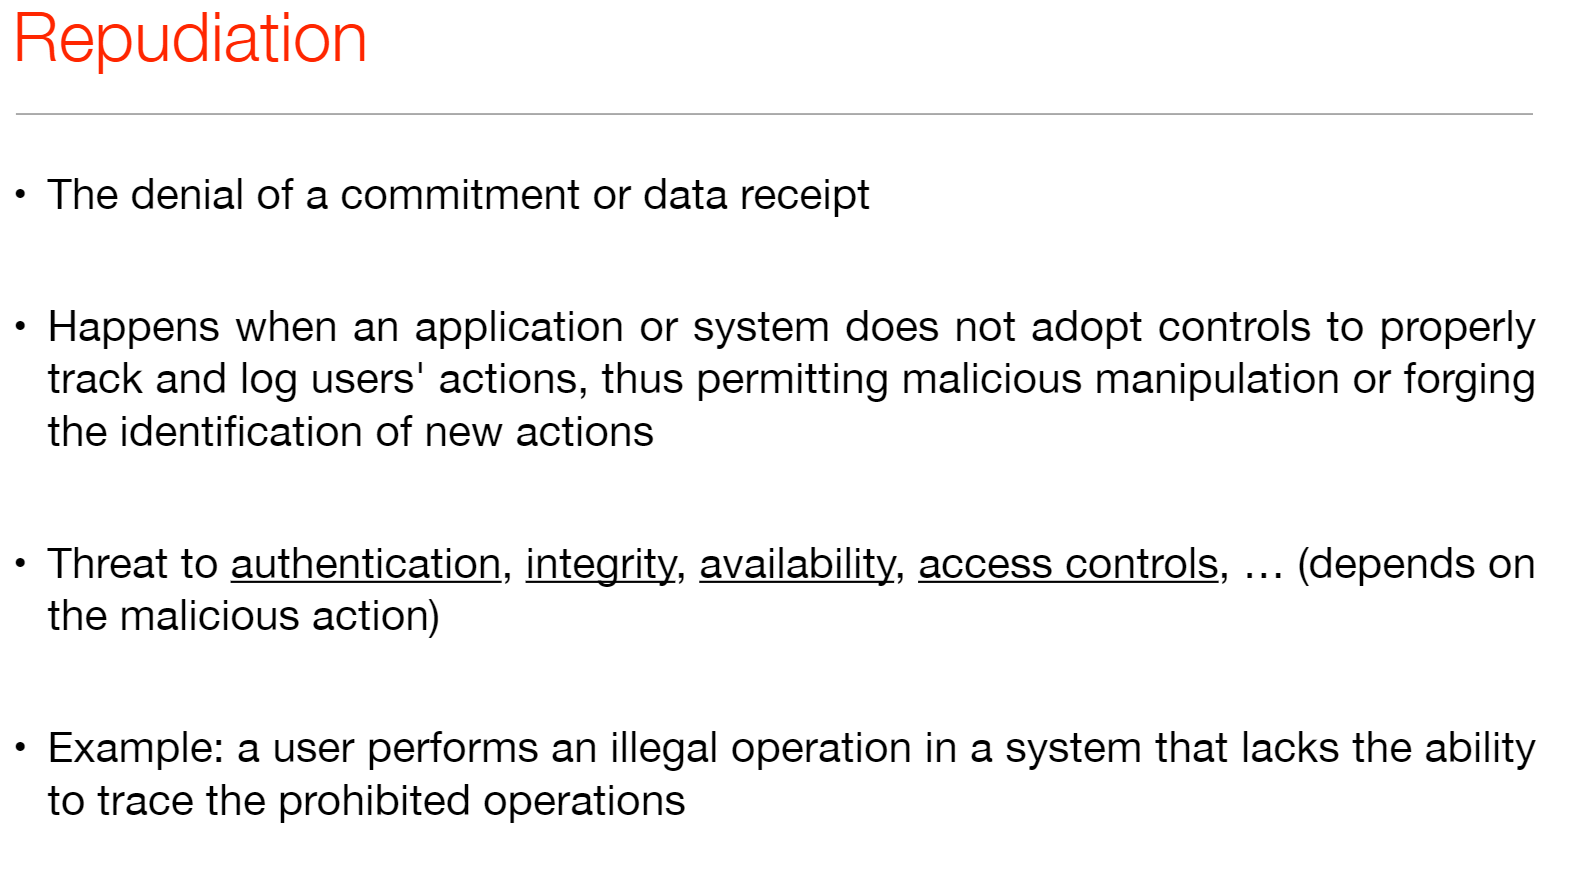 Repudiation
• The denial of a commitment or data receipt
• Happens when an application or system does not adopt controls to properly
track and log users' actions, thus permitting malicious manipulation or forging
the identification of new actions
• Threat to authentication, integrity, availability, access controls, … (depends on
the malicious action)
• Example: a user performs an illegal operation in a system that lacks the ability
to trace the prohibited operations